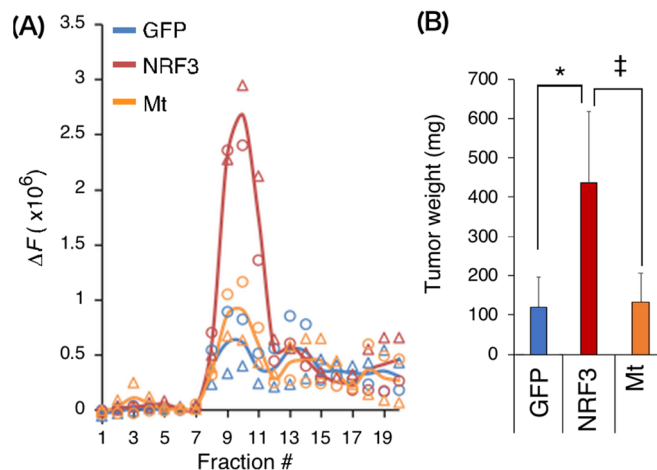 (A)
3.5
3
2.5
2
1.5
1
0.5
0
ΔF ( x10⁶)
GFP
NRF3
Mt
1 3 5 7 9 11 13 15 17 19
Fraction #
(B)
* ‡
700
600
500
400
300
200
100
0
Tumor weight (mg)
GFP
NRF3
Mt